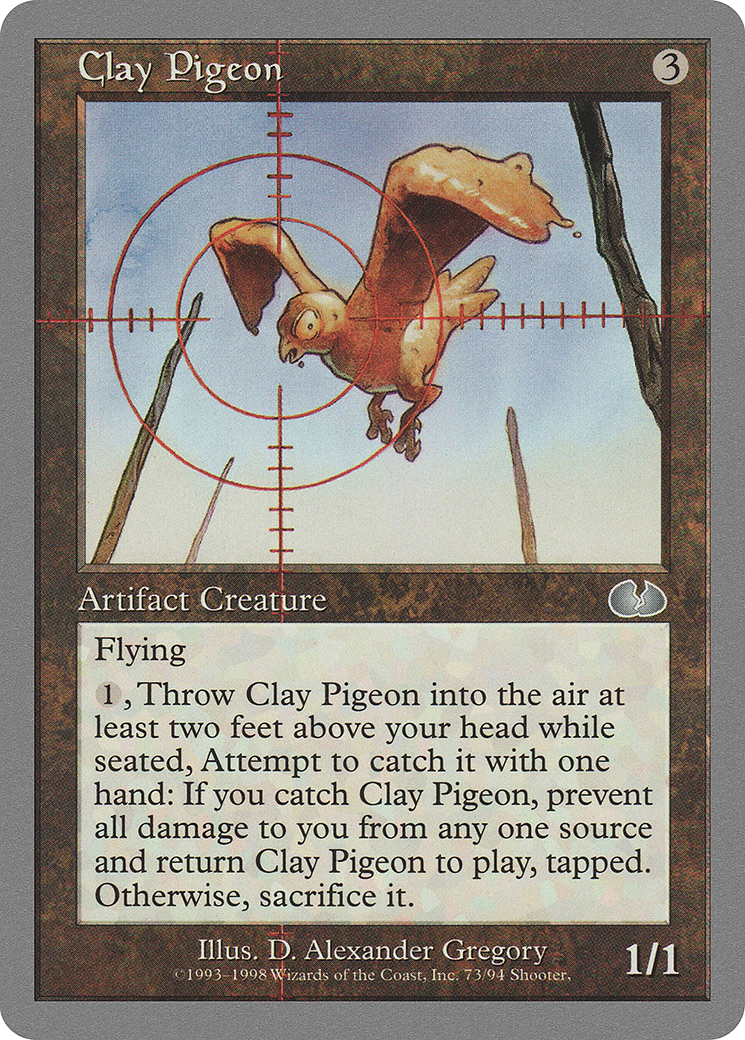 Clay Pigeon 3
Artifact Creature
Flying
1, Throw Clay Pigeon into the air at
least two feet above your head while
seated, Attempt to catch it with one
hand: If you catch Clay Pigeon, prevent
all damage to you from any one source
and return Clay Pigeon to play, tapped.
Otherwise, sacrifice it.
Illus. D. Alexander Gregory
1/1
©1993–1998 Wizards of the Coast, Inc. 73/94 Shooter,